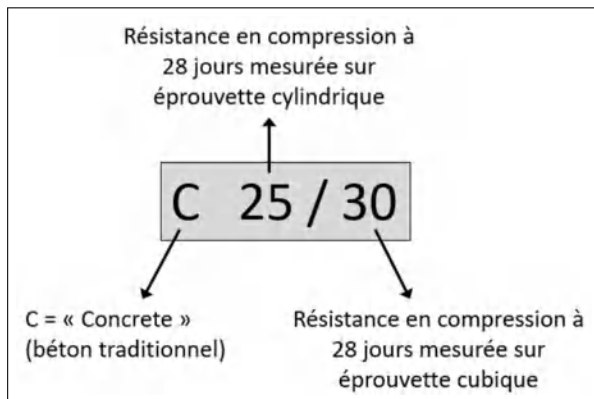 Résistance en compression à
28 jours mesurée sur
éprouvette cylindrique
C 25 / 30
C = « Concrete »
(béton traditionnel)
Résistance en compression à
28 jours mesurée sur
éprouvette cubique